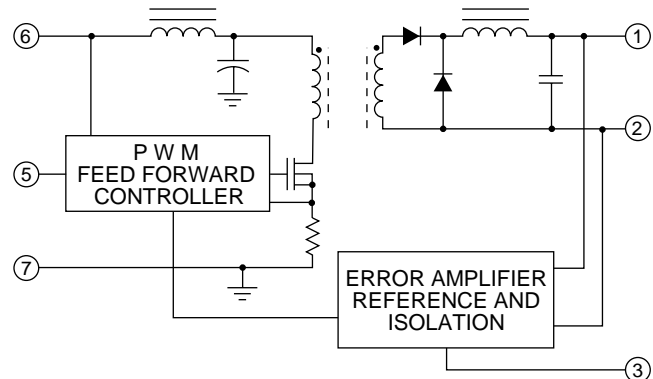 6
1
2
P W M
FEED FORWARD
CONTROLLER
5
7
ERROR AMPLIFIER
REFERENCE AND
ISOLATION
3